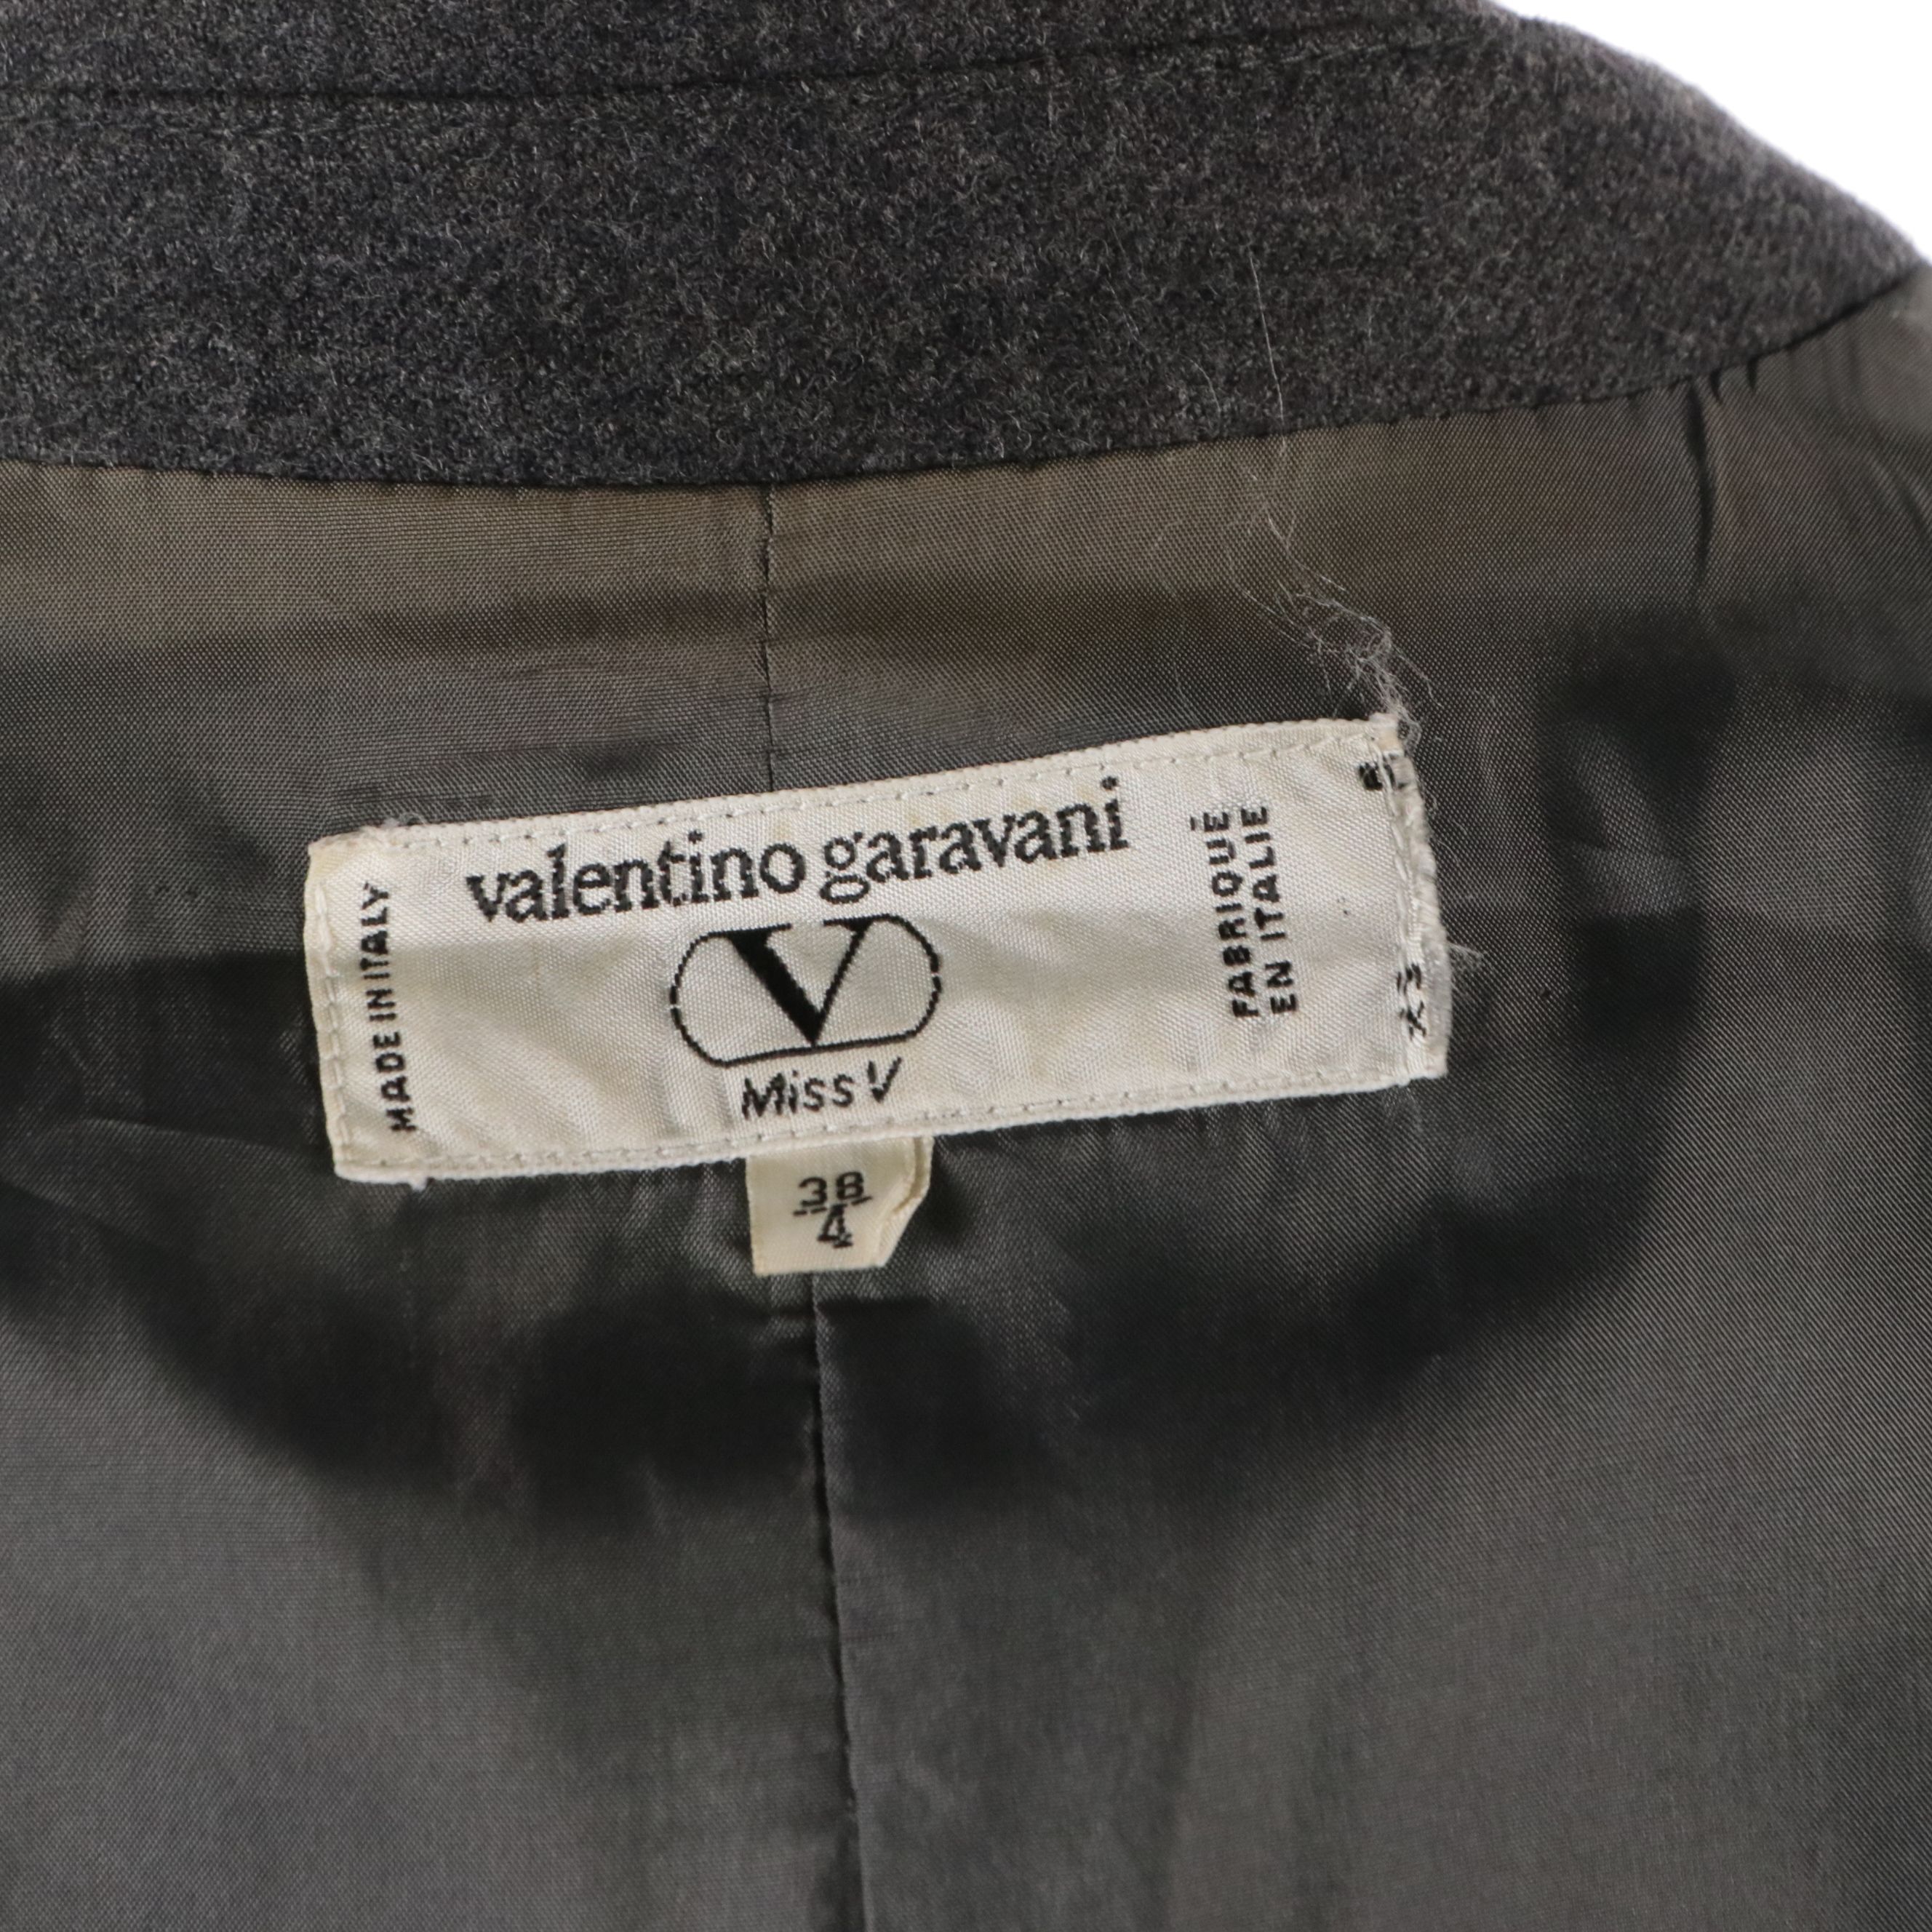 valentino garavani
V
Miss V
MADE IN ITALY
FABRIQUÉ
EN ITALIE
38
4